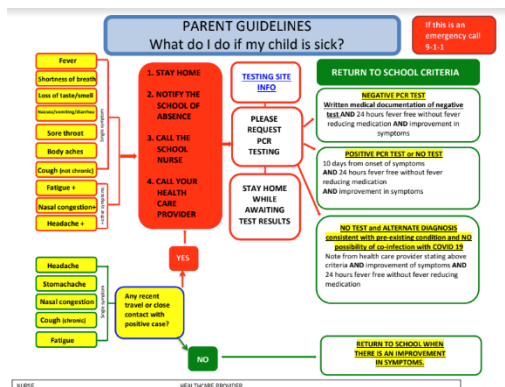 PARENT GUIDELINES
What do I do if my child is sick?
If this is an
emergency call
9-1-1
Fever
Shortness of breath
Loss of taste/smell
Nausea/vomiting/diarrhea
Sore throat
Body aches
Cough (not chronic)
Fatigue +
Nasal congestion+
Headache +
Single symptom
+other symptoms
1. STAY HOME
2. NOTIFY THE
SCHOOL OF
ABSENCE
3. CALL THE
SCHOOL
NURSE
4. CALL YOUR
HEALTH
CARE
PROVIDER
TESTING SITE
INFO
PLEASE
REQUEST
PCR
TESTING
STAY HOME
WHILE
AWAITING
TEST RESULTS
RETURN TO SCHOOL CRITERIA
NEGATIVE PCR TEST
Written medical documentation of negative
test AND 24 hours fever free without fever
reducing medication AND improvement in
symptoms
POSITIVE PCR TEST or NO TEST
10 days from onset of symptoms
AND 24 hours fever free without fever
reducing medication
AND improvement in symptoms
NO TEST and ALTERNATE DIAGNOSIS
consistent with pre-existing condition and NO
possibility of co-infection with COVID 19
Note from health care provider stating above
criteria AND improvement of symptoms AND
24 hours fever free without fever reducing
medication
YES
Headache
Stomachache
Nasal congestion
Cough (chronic)
Fatigue
Single symptom
Any recent
travel or close
contact with
positive case?
NO
RETURN TO SCHOOL WHEN
THERE IS AN IMPROVEMENT
IN SYMPTOMS.
NURSE
HEALTHCARE PROVIDER